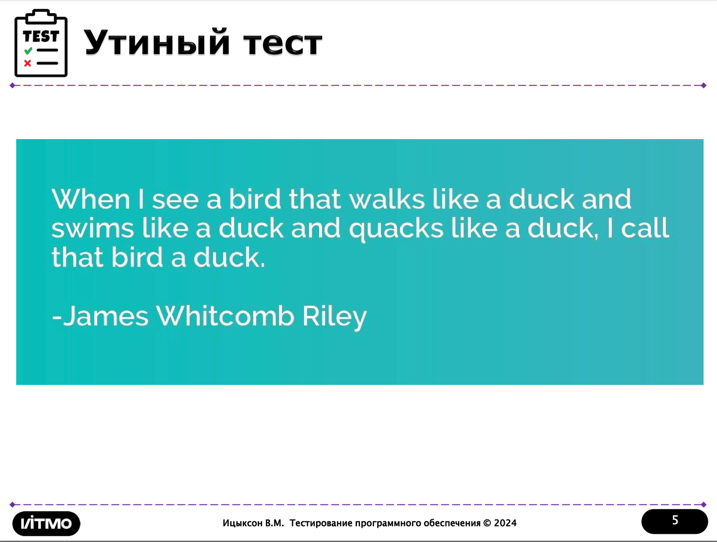 TEST
Утиный тест
When I see a bird that walks like a duck and
swims like a duck and quacks like a duck, I call
that bird a duck.
-James Whitcomb Riley
ИТМО
Ицыксон В.М. Тестирование программного обеспечения © 2024
5